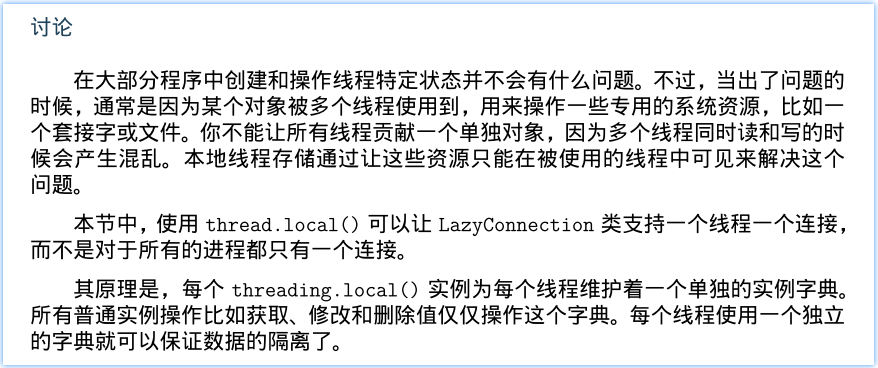 讨论
在大部分程序中创建和操作线程特定状态并不会有什么问题。不过，当出了问题的
时候，通常是因为某个对象被多个线程使用到，用来操作一些专用的系统资源，比如一
个套接字或文件。你不能让所有线程贡献一个单独对象，因为多个线程同时读和写的时
候会产生混乱。本地线程存储通过让这些资源只能在被使用的线程中可见来解决这个
问题。
本节中，使用 thread.local() 可以让 LazyConnection 类支持一个线程一个连接，
而不是对于所有的进程都只有一个连接。
其原理是，每个 threading.local() 实例为每个线程维护着一个单独的实例字典。
所有普通实例操作比如获取、修改和删除值仅仅操作这个字典。每个线程使用一个独立
的字典就可以保证数据的隔离了。